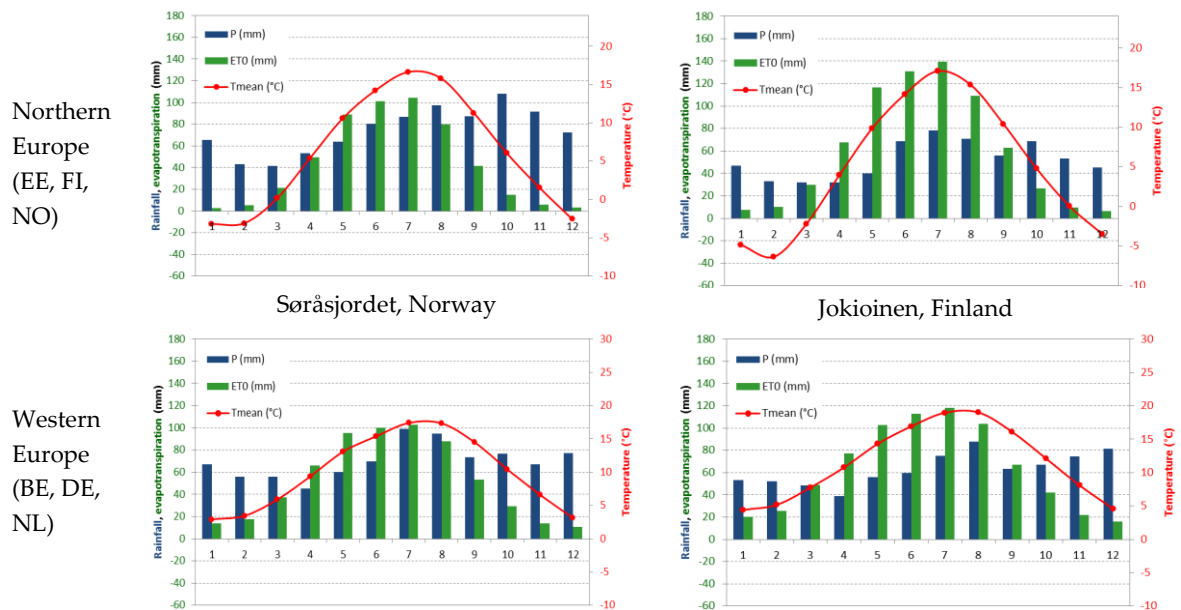 Northern
Europe
(EE, FI,
NO)
Rainfall, evapotranspiration (mm)
180
160
140
120
100
80
60
40
20
0
-20
-40
-60
P (mm)
ET0 (mm)
Tmean (°C)
1 2 3 4 5 6 7 8 9 10 11 12
20
15
10
5
0
-5
-10
Temperature (°C)
Søråsjordet, Norway
Rainfall, evapotranspiration (mm)
180
160
140
120
100
80
60
40
20
0
-20
-40
-60
P (mm)
ET0 (mm)
Tmean (°C)
1 2 3 4 5 6 7 8 9 10 11 12
20
15
10
5
0
-5
-10
Temperature (°C)
Jokioinen, Finland
Western
Europe
(BE, DE,
NL)
Rainfall, evapotranspiration (mm)
180
160
140
120
100
80
60
40
20
0
-20
-40
-60
P (mm)
ET0 (mm)
Tmean (°C)
1 2 3 4 5 6 7 8 9 10 11 12
30
25
20
15
10
5
0
-5
-10
Temperature (°C)
Rainfall, evapotranspiration (mm)
180
160
140
120
100
80
60
40
20
0
-20
-40
-60
P (mm)
ET0 (mm)
Tmean (°C)
1 2 3 4 5 6 7 8 9 10 11 12
30
25
20
15
10
5
0
-5
-10
Temperature (°C)